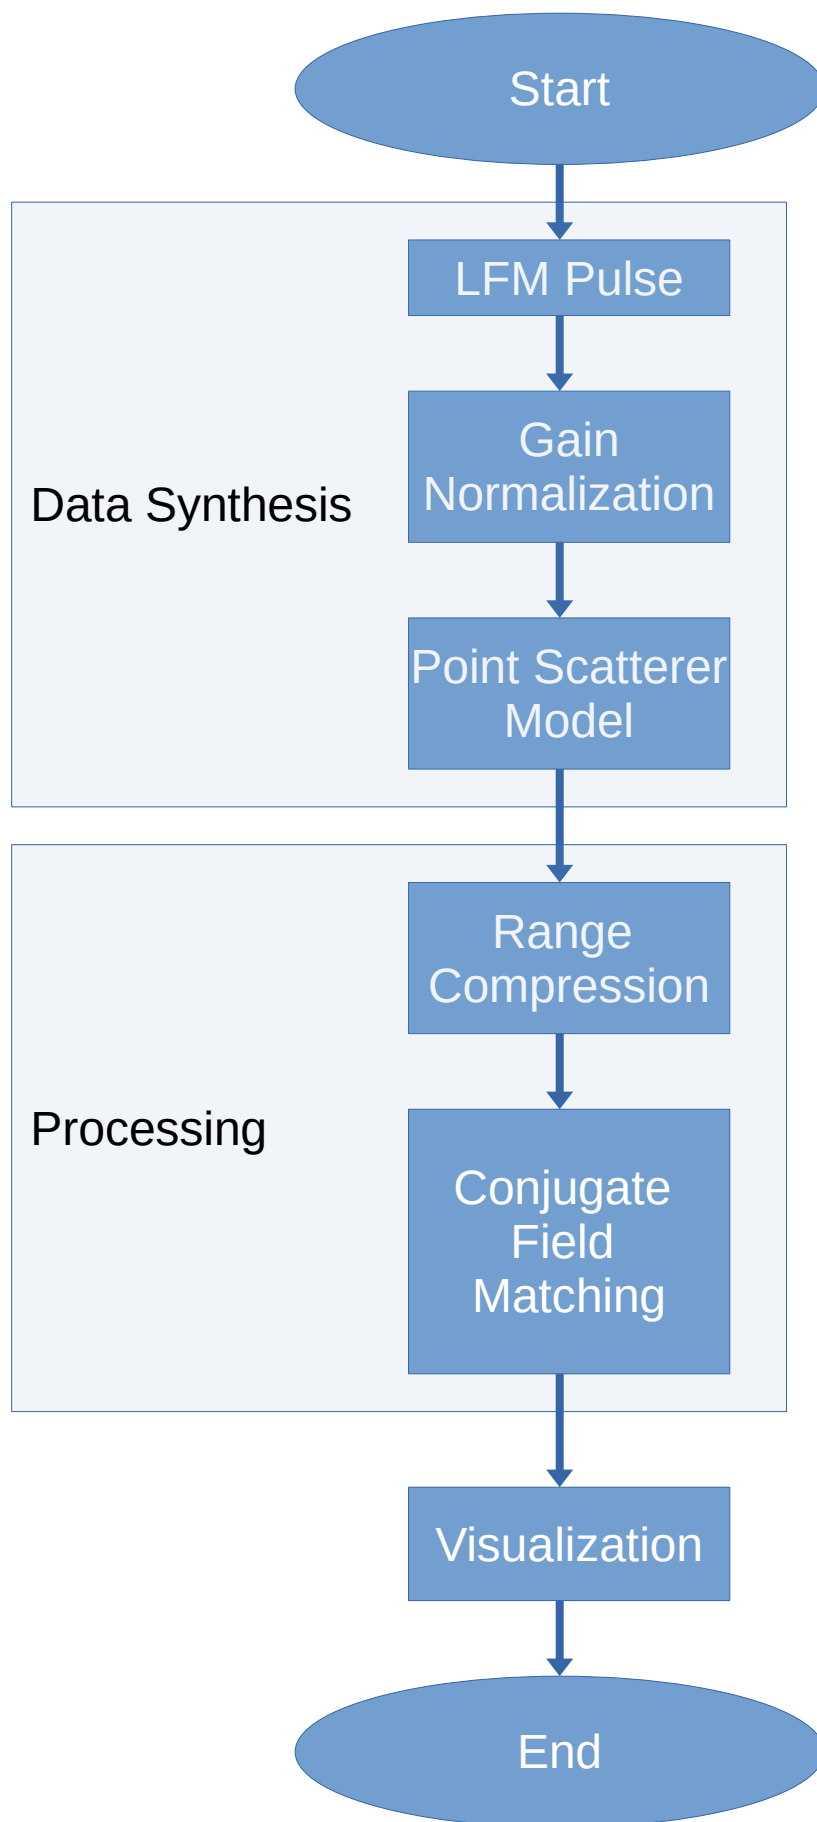 Start
LFM Pulse
Gain
Normalization
Data Synthesis
Point Scatterer
Model
Range
Compression
Processing
Conjugate
Field
Matching
Visualization
End